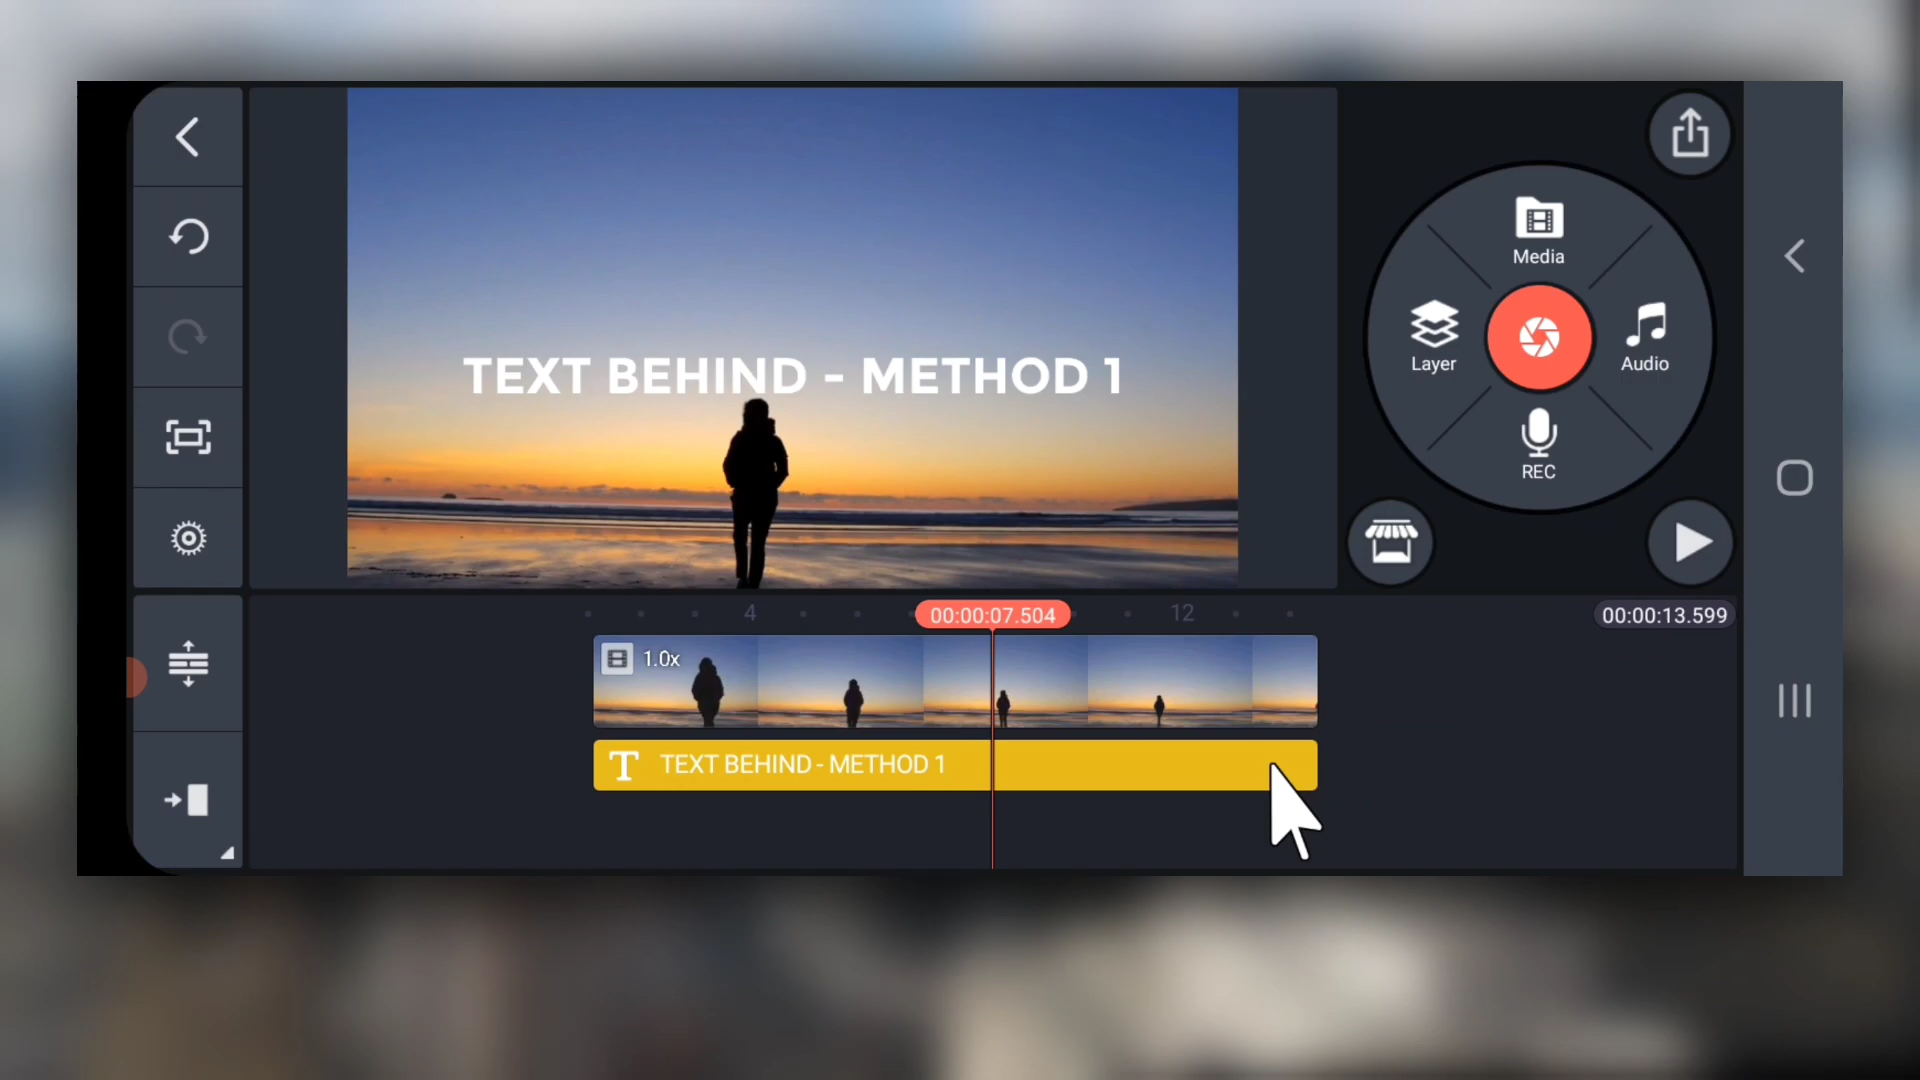 Media
Layer
Audio
REC
TEXT BEHIND - METHOD 1
4
00:00:07.504
12
00:00:13.599
1.0x
T TEXT BEHIND - METHOD 1